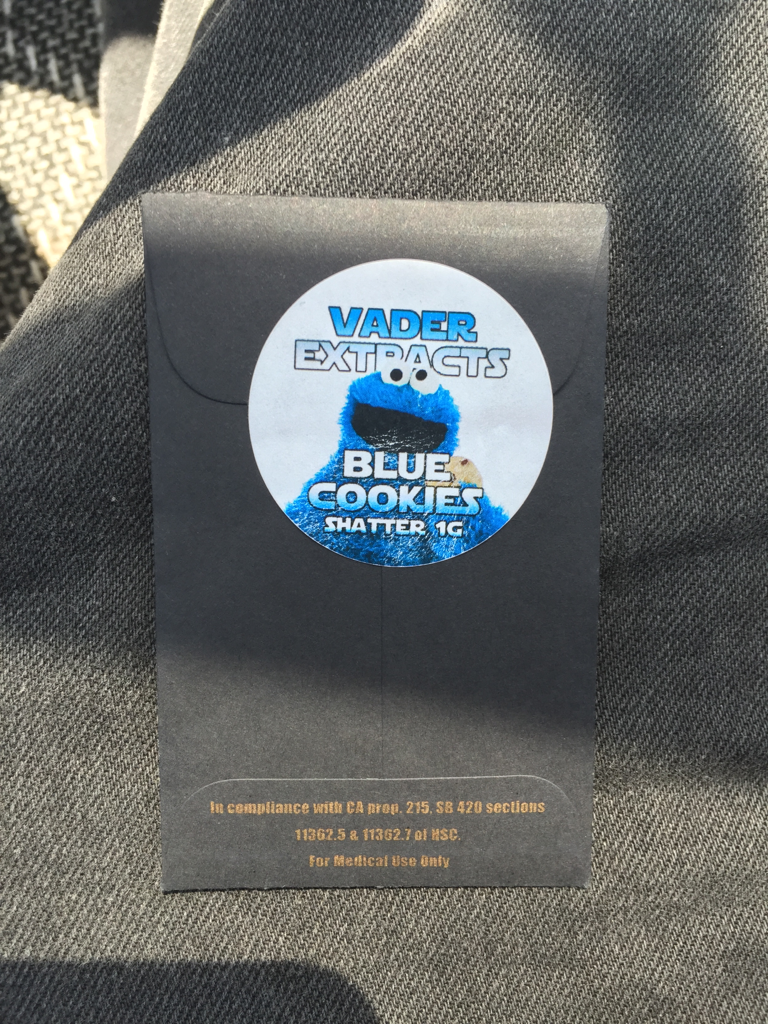 VADER
EXTRACTS
BLUE
COOKIES
SHATTER 1G
In compliance with CA prop. 215, SB 420 sections
11362.5 & 11362.7 of HSC.
For Medical Use Only